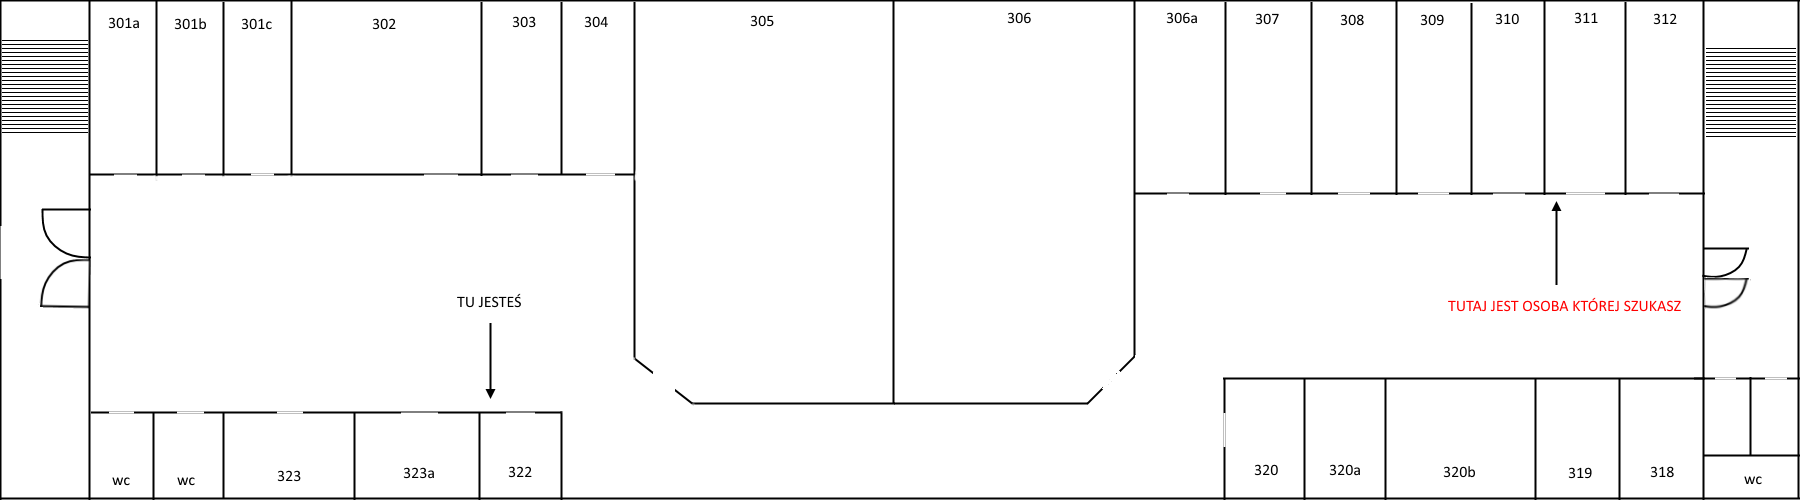 301a
301b
301c
302
303
304
305
306
306a
307
308
309
310
311
312
TU JESTEŚ
TUTAJ JEST OSOBA KTÓREJ SZUKASZ
wc
wc
323
323a
322
320
320a
320b
319
318
wc